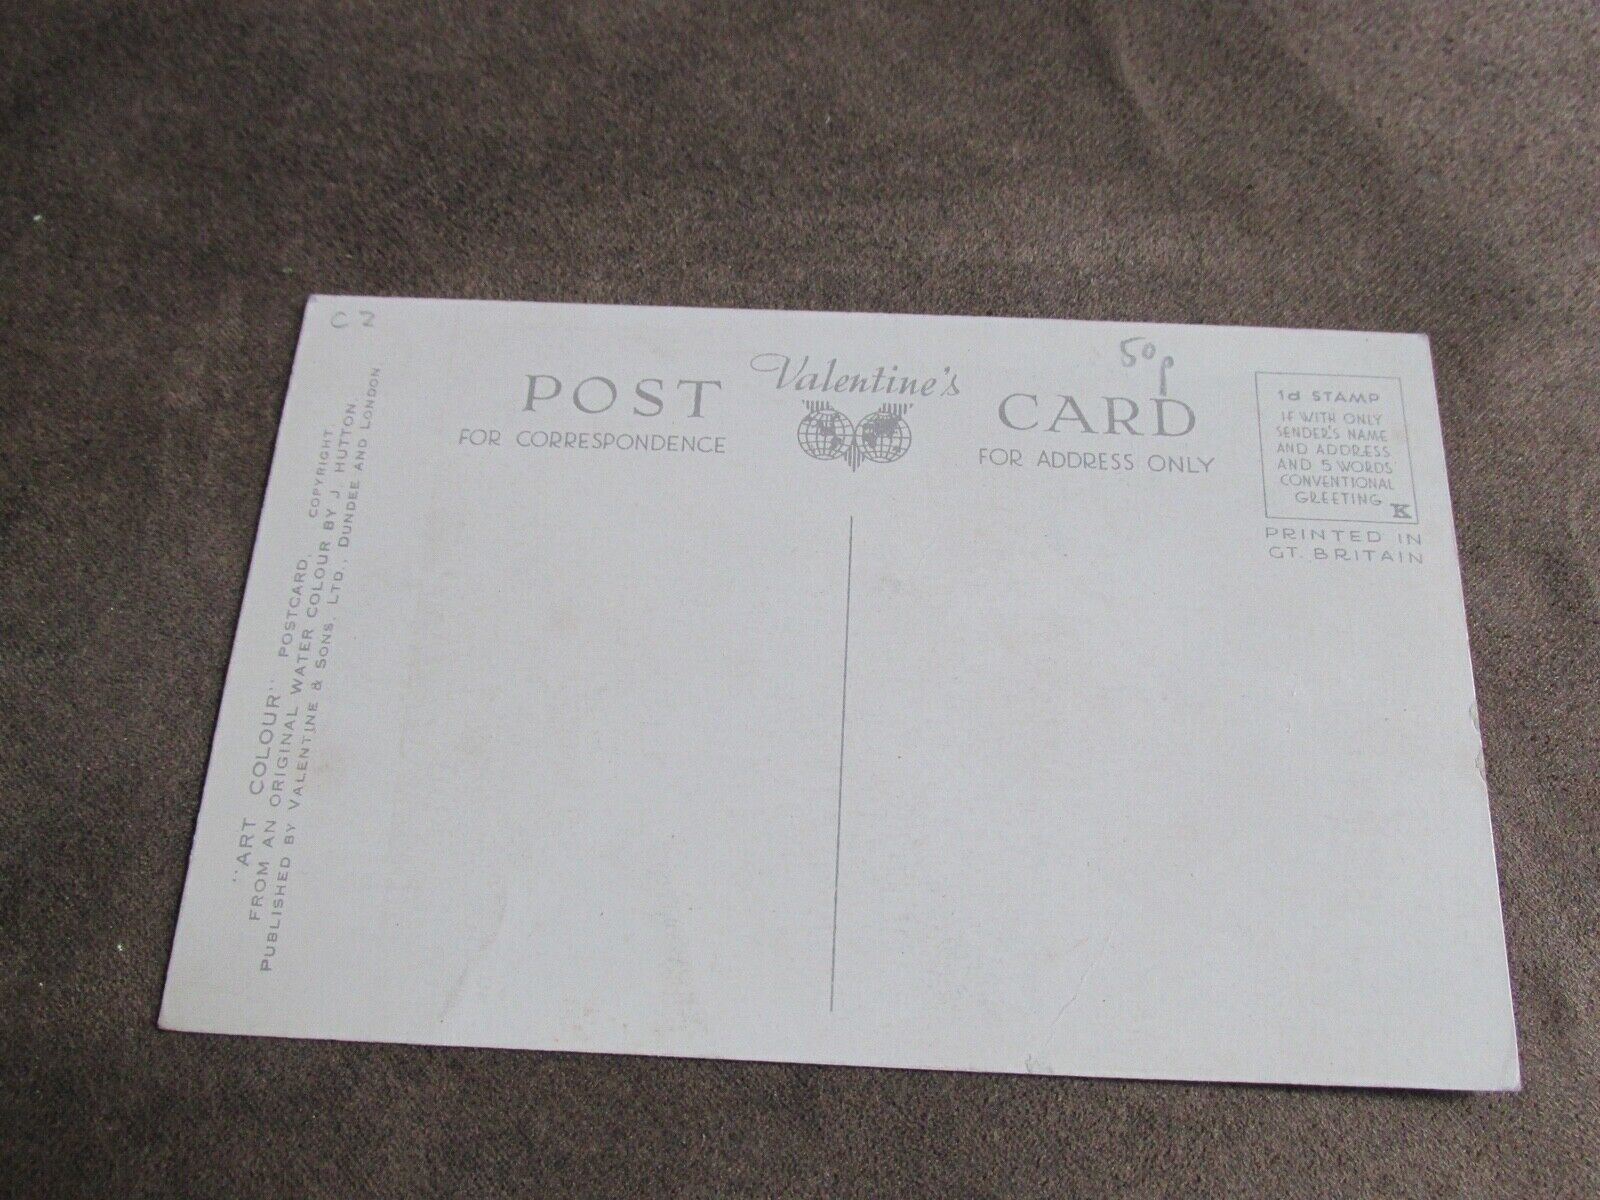 C N
50p
Valentine's
POST CARD
FOR CORRESPONDENCE
FOR ADDRESS ONLY
1d STAMP
IF WITH ONLY
SENDER'S NAME
AND ADDRESS
AND 5 WORDS
CONVENTIONAL
GREETING
K
PRINTED IN
GT. BRITAIN
"ART COLOUR" POSTCARD. COPYRIGHT.
FROM AN ORIGINAL WATER COLOUR BY J. HUTTON.
PUBLISHED BY VALENTINE & SONS, LTD., DUNDEE AND LONDON